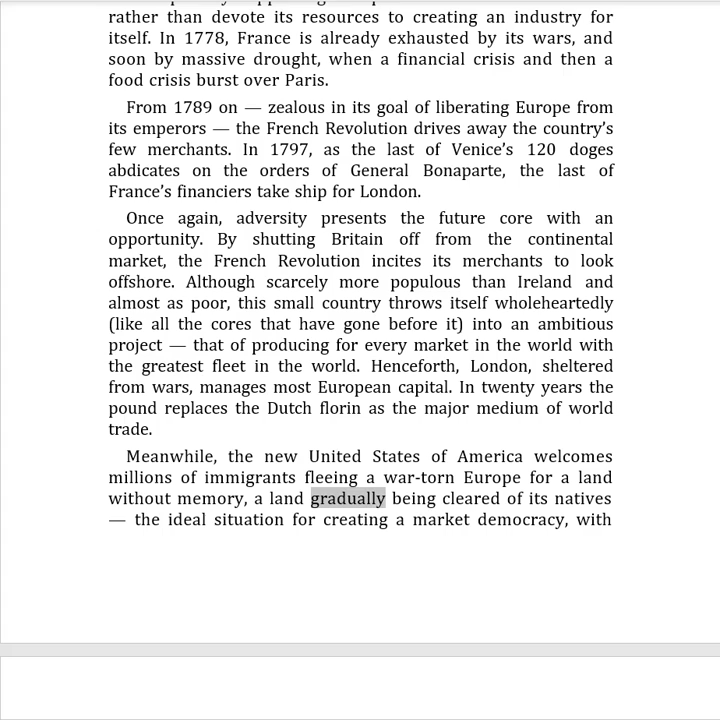 rather than devote its resources to creating an industry for
itself. In 1778, France is already exhausted by its wars, and
soon by massive drought, when a financial crisis and then a
food crisis burst over Paris.
From 1789 on — zealous in its goal of liberating Europe from
its emperors — the French Revolution drives away the country's
few merchants. In 1797, as the last of Venice's 120 doges
abdicates on the orders of General Bonaparte, the last of
France's financiers take ship for London.
Once again, adversity presents the future core with an
opportunity. By shutting Britain off from the continental
market, the French Revolution incites its merchants to look
offshore. Although scarcely more populous than Ireland and
almost as poor, this small country throws itself wholeheartedly
(like all the cores that have gone before it) into an ambitious
project — that of producing for every market in the world with
the greatest fleet in the world. Henceforth, London, sheltered
from wars, manages most European capital. In twenty years the
pound replaces the Dutch florin as the major medium of world
trade.
Meanwhile, the new United States of America welcomes
millions of immigrants fleeing a war-torn Europe for a land
without memory, a land gradually being cleared of its natives
— the ideal situation for creating a market democracy, with